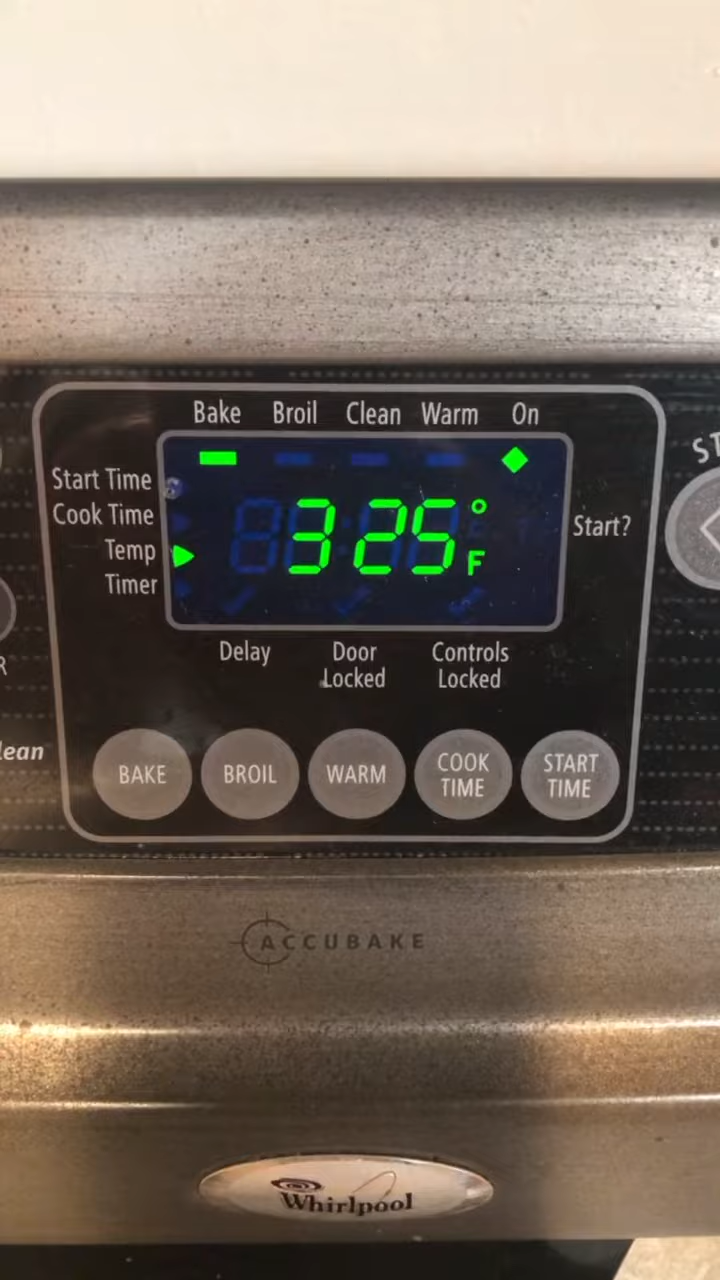 Bake Broil Clean Warm On
ST
Start Time
Cook Time
Temp
Timer
325°F
Start?
Delay Door Locked Controls Locked
R
lean
BAKE BROIL WARM COOK TIME START TIME
ACCUBAKE
Whirlpool